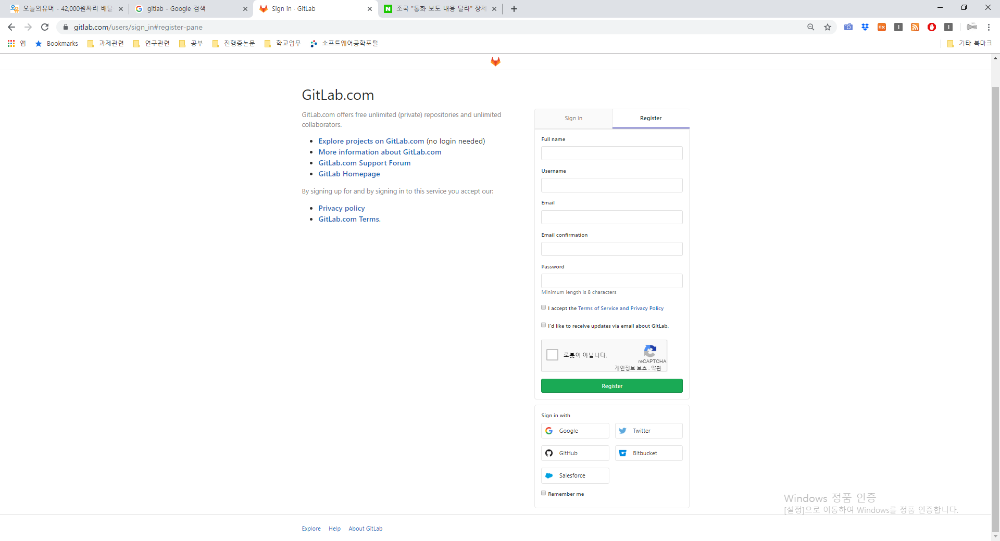 오늘의유머 - 42,000원짜리 배달
gitlab - Google 검색
Sign in · GitLab
조국 "통화 보도 내용 달라" 장제
gitlab.com/users/sign_in#register-pane
앱
Bookmarks
과제관련
연구관련
공부
진행중논문
학교업무
소프트웨어공학포털
기타 북마크
GitLab.com
GitLab.com offers free unlimited (private) repositories and unlimited
collaborators.
Explore projects on GitLab.com (no login needed)
More information about GitLab.com
GitLab.com Support Forum
GitLab Homepage
By signing up for and by signing in to this service you accept our:
Privacy policy
GitLab.com Terms.
Sign in
Register
Full name
Username
Email
Email confirmation
Password
Minimum length is 8 characters
I accept the Terms of Service and Privacy Policy
I'd like to receive updates via email about GitLab.
로봇이 아닙니다.
reCAPTCHA
개인정보 보호 - 약관
Register
Sign in with
Google
Twitter
GitHub
Bitbucket
Salesforce
Remember me
Windows 정품 인증
[설정]으로 이동하여 Windows를 정품 인증합니다.
Explore
Help
About GitLab